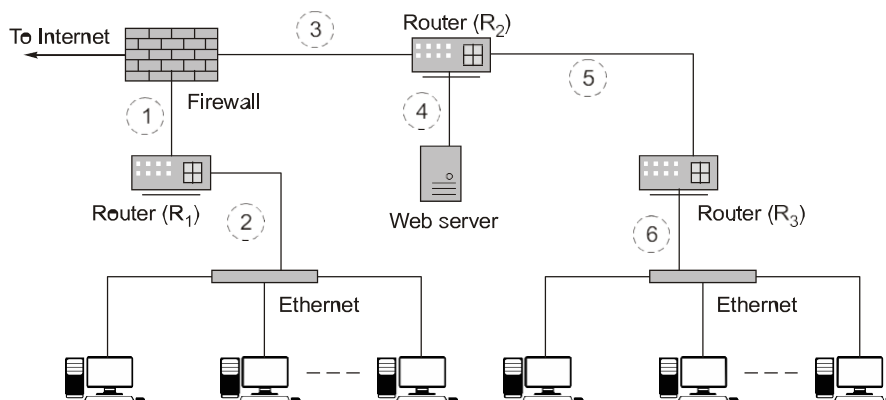 To Internet
3
Router (R2)
5
Firewall
1
4
Router (R1)
Web server
Router (R3)
2
6
Ethernet
Ethernet